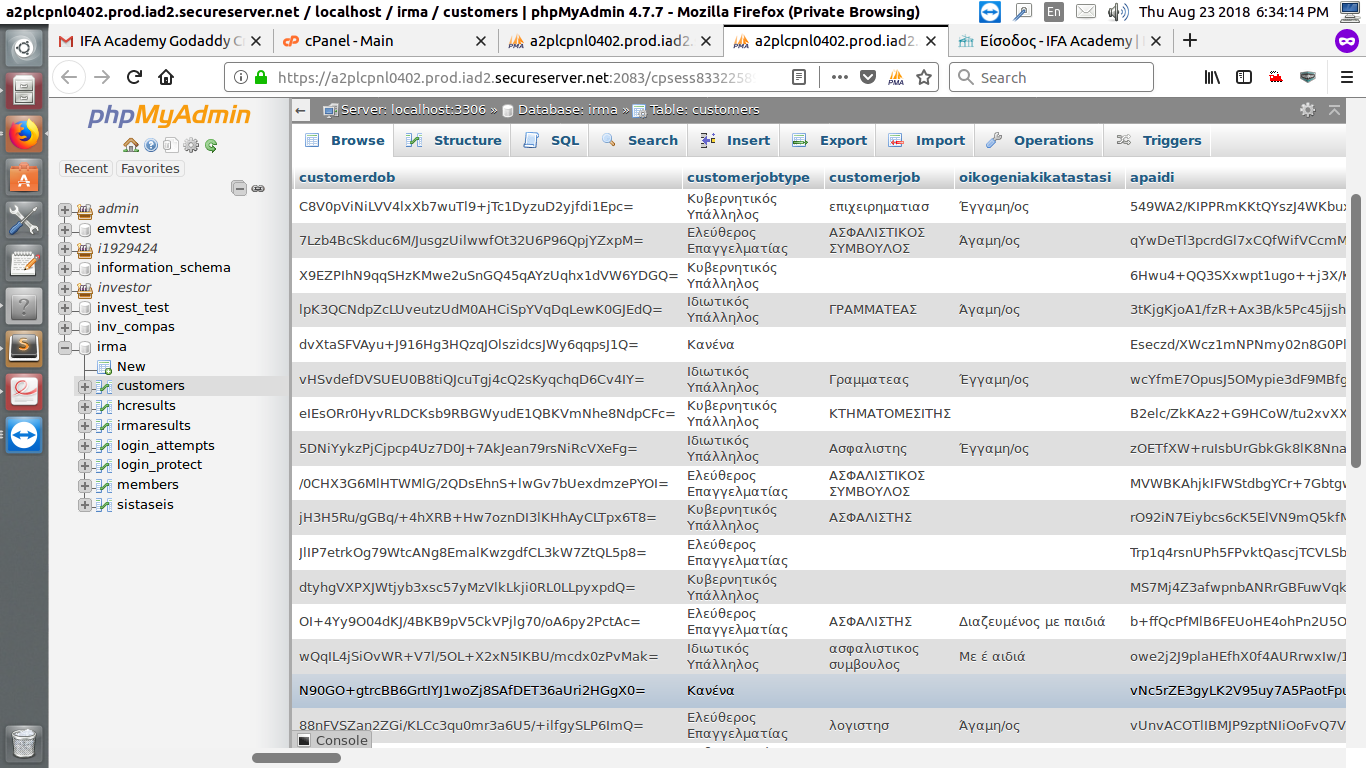 a2plcpnl0402.prod.iad2.secureserver.net / localhost / irma / customers | phpMyAdmin 4.7.7 - Mozilla Firefox (Private Browsing)
En
Thu Aug 23 2018 6:34:14 PM
IFA Academy Godaddy
cPanel - Main
a2plcpnl0402.prod.iad2.
a2plcpnl0402.prod.iad2.
Είσοδος - IFA Academy |
https://a2plcpnl0402.prod.iad2.secureserver.net:2083/cpsess8332258
Search
phpMyAdmin
Recent
Favorites
admin
emvtest
i1929424
information_schema
investor
invest_test
inv_compas
irma
New
customers
hcresults
irmaresults
login_attempts
login_protect
members
sistaseis
Server: localhost:3306 » Database: irma » Table: customers
Browse Structure SQL Search Insert Export Import Operations Triggers
customerdob customerjobtype customerjob oikogeniakikatastasi apaidi
C8V0pViNiLVV4lxXb7wuTl9+jTc1DyzuD2yjfdi1Epc= Κυβερνητικός Υπάλληλος επιχειρηματιασ Έγγαμη/ος 549WA2/KIPPRmKKtQYszJ4WKbux
7Lzb4BcSkduc6M/JusgzUilwwfOt32U6P96QpjYZxpM= Ελεύθερος Επαγγελματίας ΑΣΦΑΛΙΣΤΙΚΟΣ ΣΥΜΒΟΥΛΟΣ Άγαμη/ος qYwDeTl3pcrdGl7xCQfWifVCcmM
X9EZPIhN9qqSHzKMwe2uSnGQ45qAYzUqhx1dVW6YDGQ= Κυβερνητικός Υπάλληλος 6Hwu4+QQ3SXxwpt1ugo++j3X/
lpK3QCNdpZcLUveutzUdM0AHCiSpYVqDqLewK0GJEdQ= Ιδιωτικός Υπάλληλος ΓΡΑΜΜΑΤΕΑΣ Άγαμη/ος 3tKjgKjoA1/fzR+Ax3B/k5Pc45jjsh
dvXtaSFVAyu+J916Hg3HQzqJOlszidcsJWy6qqpsJ1Q= Κανένα Eseczd/XWcz1mNPNmy02n8G0Pl
vHSvdefDVSUEU0B8tiQJcuTgj4cQ2sKyqchqD6Cv4IY= Ιδιωτικός Υπάλληλος Γραμματεας Έγγαμη/ος wcYfmE7OpusJ5OMypie3dF9MBfg
eIEsORr0HyvRLDCKsb9RBGWyudE1QBKVmNhe8NdpCFc= Κυβερνητικός Υπάλληλος ΚΤΗΜΑΤΟΜΕΣΙΤΗΣ B2elc/ZkKAz2+G9HCoW/tu2xvXX
5DNiYykzPjCjpcp4Uz7D0J+7AkJean79rsNiRcVXeFg= Ιδιωτικός Υπάλληλος Ασφαλιστης Έγγαμη/ος zOETfXW+ruIsbUrGbkGk8lK8Nna
/0CHX3G6MlHTWMlG/2QDsEhnS+lwGv7bUexdmzePYOI= Ελεύθερος Επαγγελματίας ΑΣΦΑΛΙΣΤΙΚΟΣ ΣΥΜΒΟΥΛΟΣ MVWBKAhjkIFWStdbgYCr+7Gbtgw
jH3H5Ru/gGBq/+4hXRB+Hw7oznDI3lKHhAyCLTpx6T8= Κυβερνητικός Υπάλληλος ΑΣΦΑΛΙΣΤΗΣ rO92iN7Eiybcs6cK5ElVN9mQ5kfM
JlIP7etrkOg79WtcANg8EmalKwzgdfCL3kW7ZtQL5p8= Ελεύθερος Επαγγελματίας Trp1q4rsnUPh5FPvktQascjTCVLSb
dtyhgVXPXJWtjyb3xsc57yMzVlkLkji0RL0LLpyxpdQ= Κυβερνητικός Υπάλληλος MS7Mj4Z3afwpnbANRrGBFuwVqk
OI+4Yy9O04dKJ/4BKB9pV5CkVPjlg70/oA6py2PctAc= Ελεύθερος Επαγγελματίας ΑΣΦΑΛΙΣΤΗΣ Διαζευμένος με παιδιά b+ffQcPfMlB6FEUoHE4ohPn2U5O
wQqIL4jSiOvWR+V7l/5OL+X2xN5IKBU/mcdx0zPvMak= Ιδιωτικός Υπάλληλος ασφαλιστικος συμβουλος Με έ αιδιά owe2j2J9plaHEfhX0f4AURrwxIw/1
N90GO+gtrcBB6GrtIYJ1woZj8SAfDET36aUri2HGgX0= Κανένα vNc5rZE3gyLK2V95uy7A5PaotFpu
88nFVSZan2ZGi/KLCc3qu0mr3a6U5/+ilfgySLP6ImQ= Ελεύθερος Επαγγελματίας λογιστησ Άγαμη/ος vUnvACOTlIBMJP9zptNIiOoFvQ7V
Console